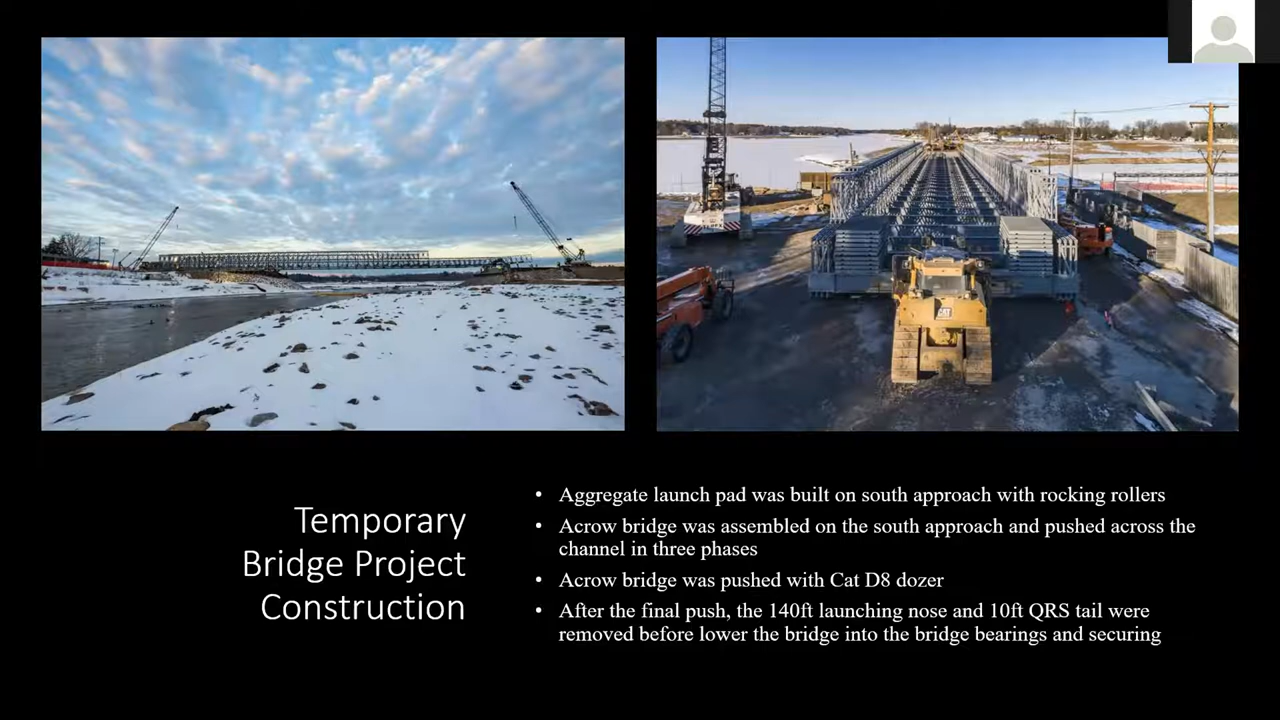 CAT
Temporary
Bridge Project
Construction
• Aggregate launch pad was built on south approach with rocking rollers
• Acrow bridge was assembled on the south approach and pushed across the
channel in three phases
• Acrow bridge was pushed with Cat D8 dozer
• After the final push, the 140ft launching nose and 10ft QRS tail were
removed before lower the bridge into the bridge bearings and securing